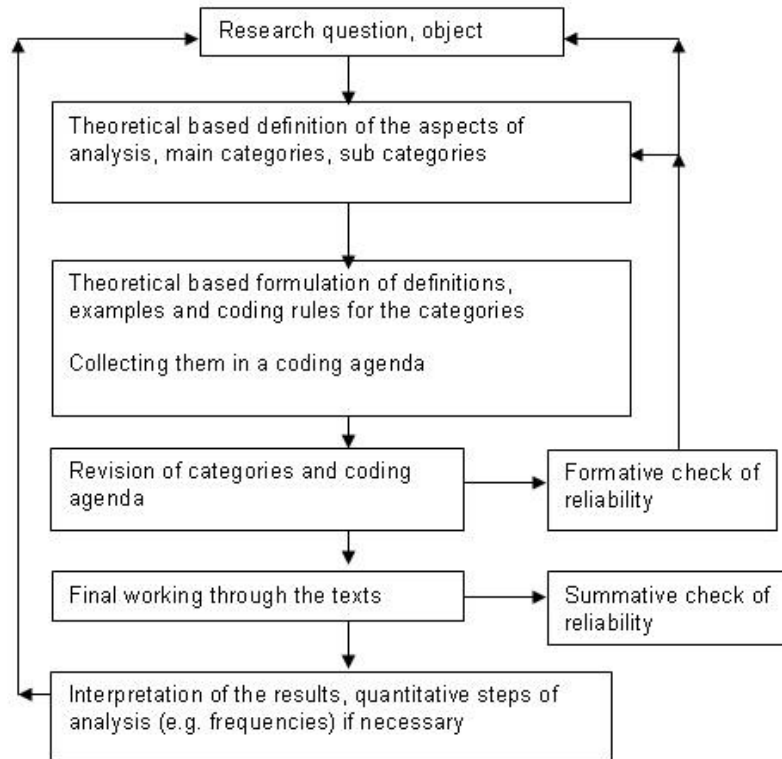 Research question, object
Theoretical based definition of the aspects of
analysis, main categories, sub categories
Theoretical based formulation of definitions,
examples and coding rules for the categories
Collecting them in a coding agenda
Revision of categories and coding
agenda
Formative check of
reliability
Final working through the texts
Summative check of
reliability
Interpretation of the results, quantitative steps of
analysis (e.g. frequencies) if necessary